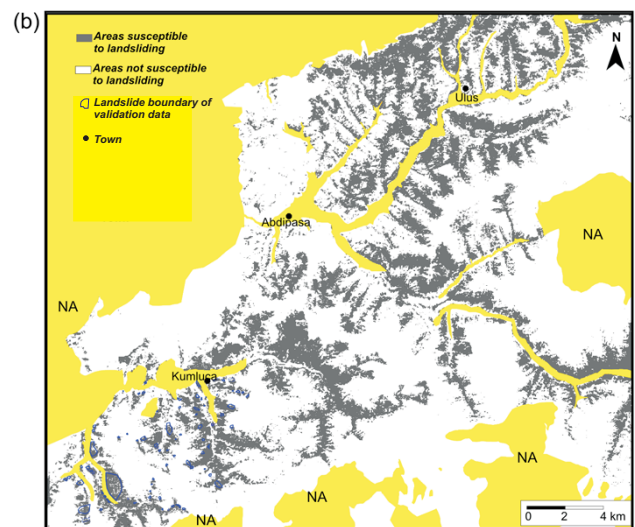 (b)
Areas susceptible
to landsliding
Areas not susceptible
to landsliding
Landslide boundary of
validation data
Town
N
Ulus
Abdipasa
NA
NA
Kumluca
NA
NA
NA
0 2 4 km